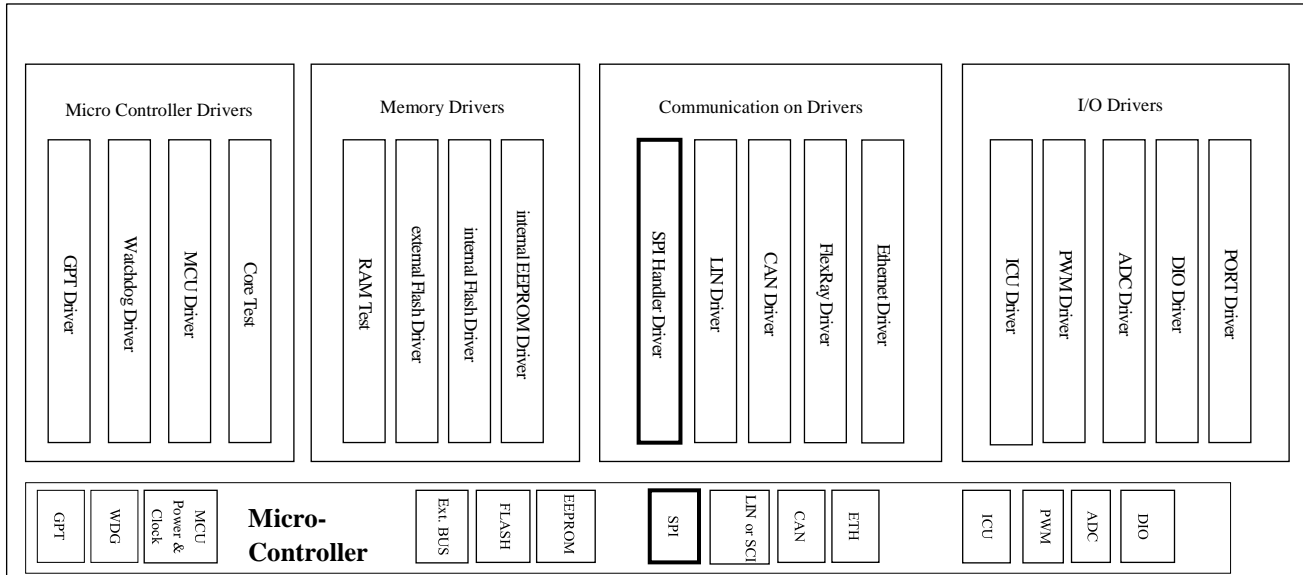 Micro Controller Drivers
GPT Driver
Watchdog Driver
MCU Driver
Core Test
Memory Drivers
RAM Test
external Flash Driver
internal Flash Driver
internal EEPROM Driver
Communication on Drivers
SPI Handler Driver
LIN Driver
CAN Driver
FlexRay Driver
Ethernet Driver
I/O Drivers
ICU Driver
PWM Driver
ADC Driver
DIO Driver
PORT Driver
GPT
WDG
MCU
Power &
Clock
Micro-
Controller
Ext. BUS
FLASH
EEPROM
SPI
LIN or SCI
CAN
ETH
ICU
PWM
ADC
DIO